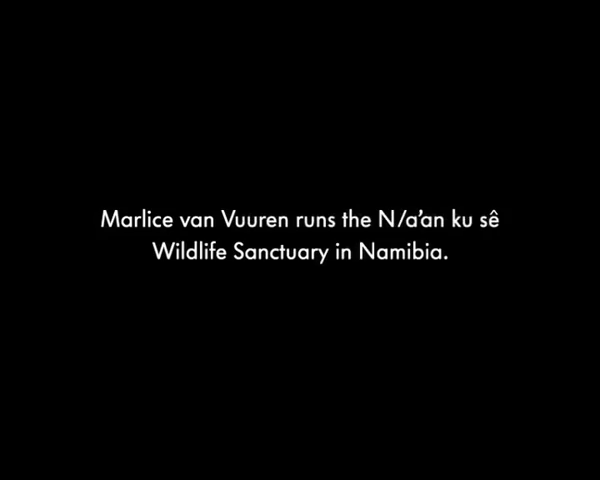 Marlice van Vuuren runs the N/a’an ku sê
Wildlife Sanctuary in Namibia.